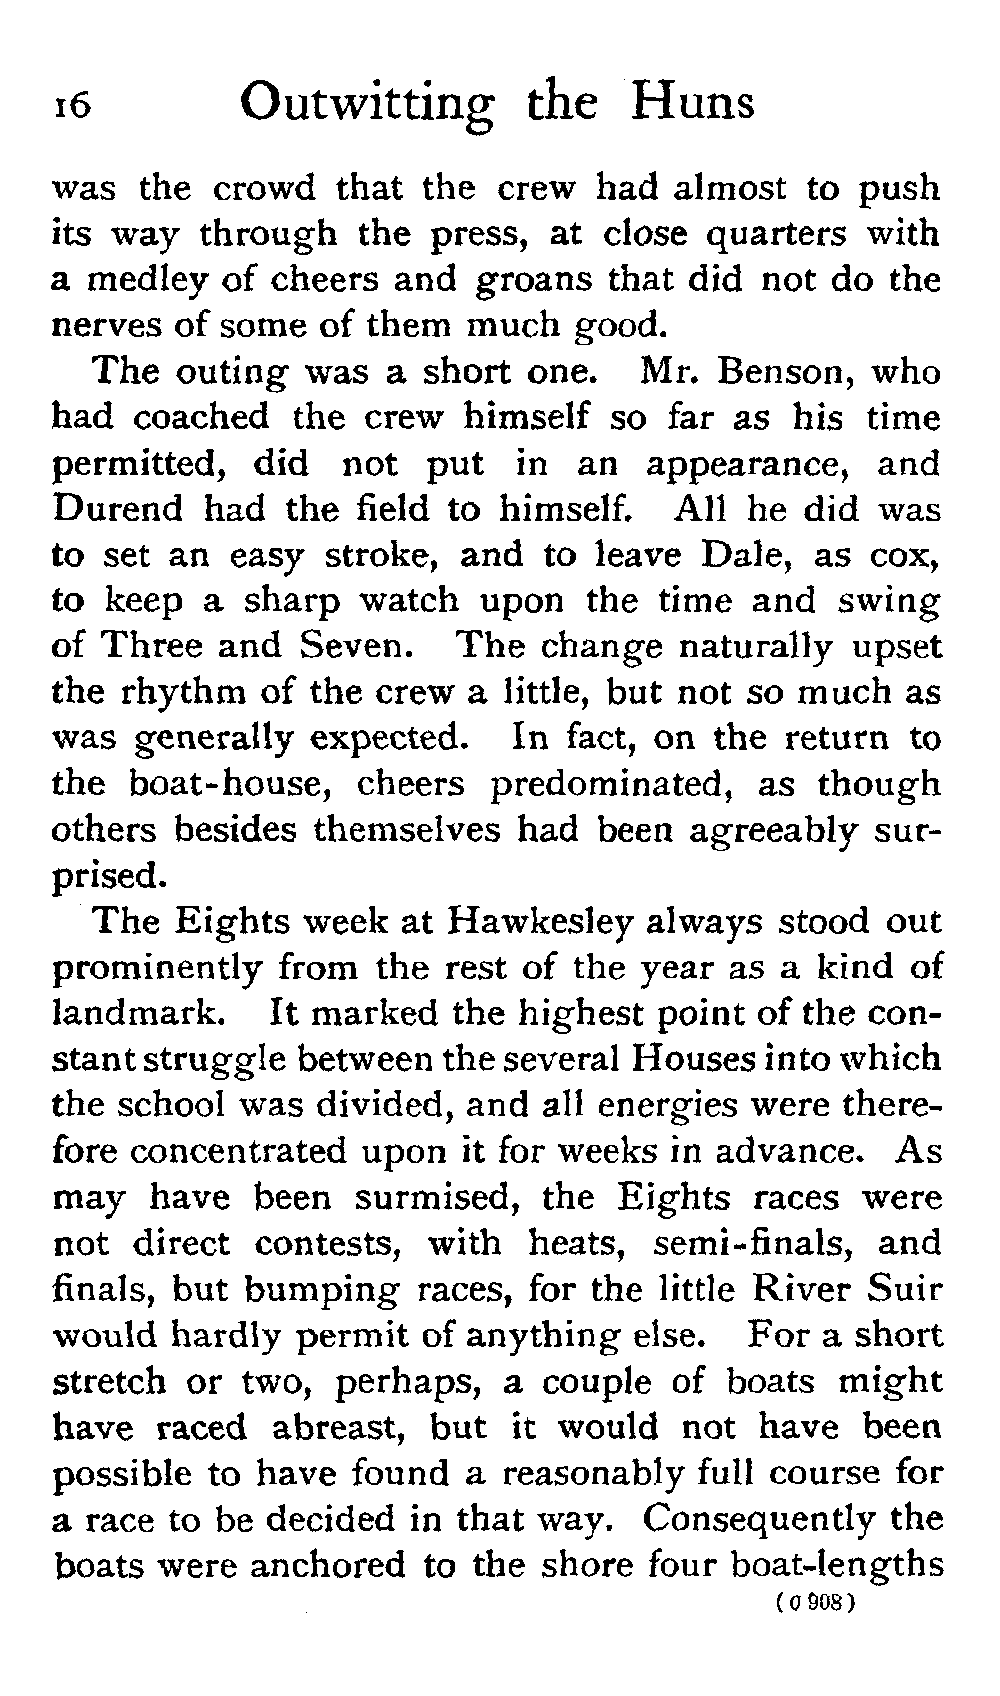 16 Outwitting the Huns
was the crowd that the crew had almost to push
its way through the press, at close quarters with
a medley of cheers and groans that did not do the
nerves of some of them much good.
The outing was a short one. Mr. Benson, who
had coached the crew himself so far as his time
permitted, did not put in an appearance, and
Durend had the field to himself. All he did was
to set an easy stroke, and to leave Dale, as cox,
to keep a sharp watch upon the time and swing
of Three and Seven. The change naturally upset
the rhythm of the crew a little, but not so much as
was generally expected. In fact, on the return to
the boat-house, cheers predominated, as though
others besides themselves had been agreeably sur-
prised.
The Eights week at Hawkesley always stood out
prominently from the rest of the year as a kind of
landmark. It marked the highest point of the con-
stant struggle between the several Houses into which
the school was divided, and all energies were there-
fore concentrated upon it for weeks in advance. As
may have been surmised, the Eights races were
not direct contests, with heats, semi-finals, and
finals, but bumping races, for the little River Suir
would hardly permit of anything else. For a short
stretch or two, perhaps, a couple of boats might
have raced abreast, but it would not have been
possible to have found a reasonably full course for
a race to be decided in that way. Consequently the
boats were anchored to the shore four boat-lengths
(C 908)